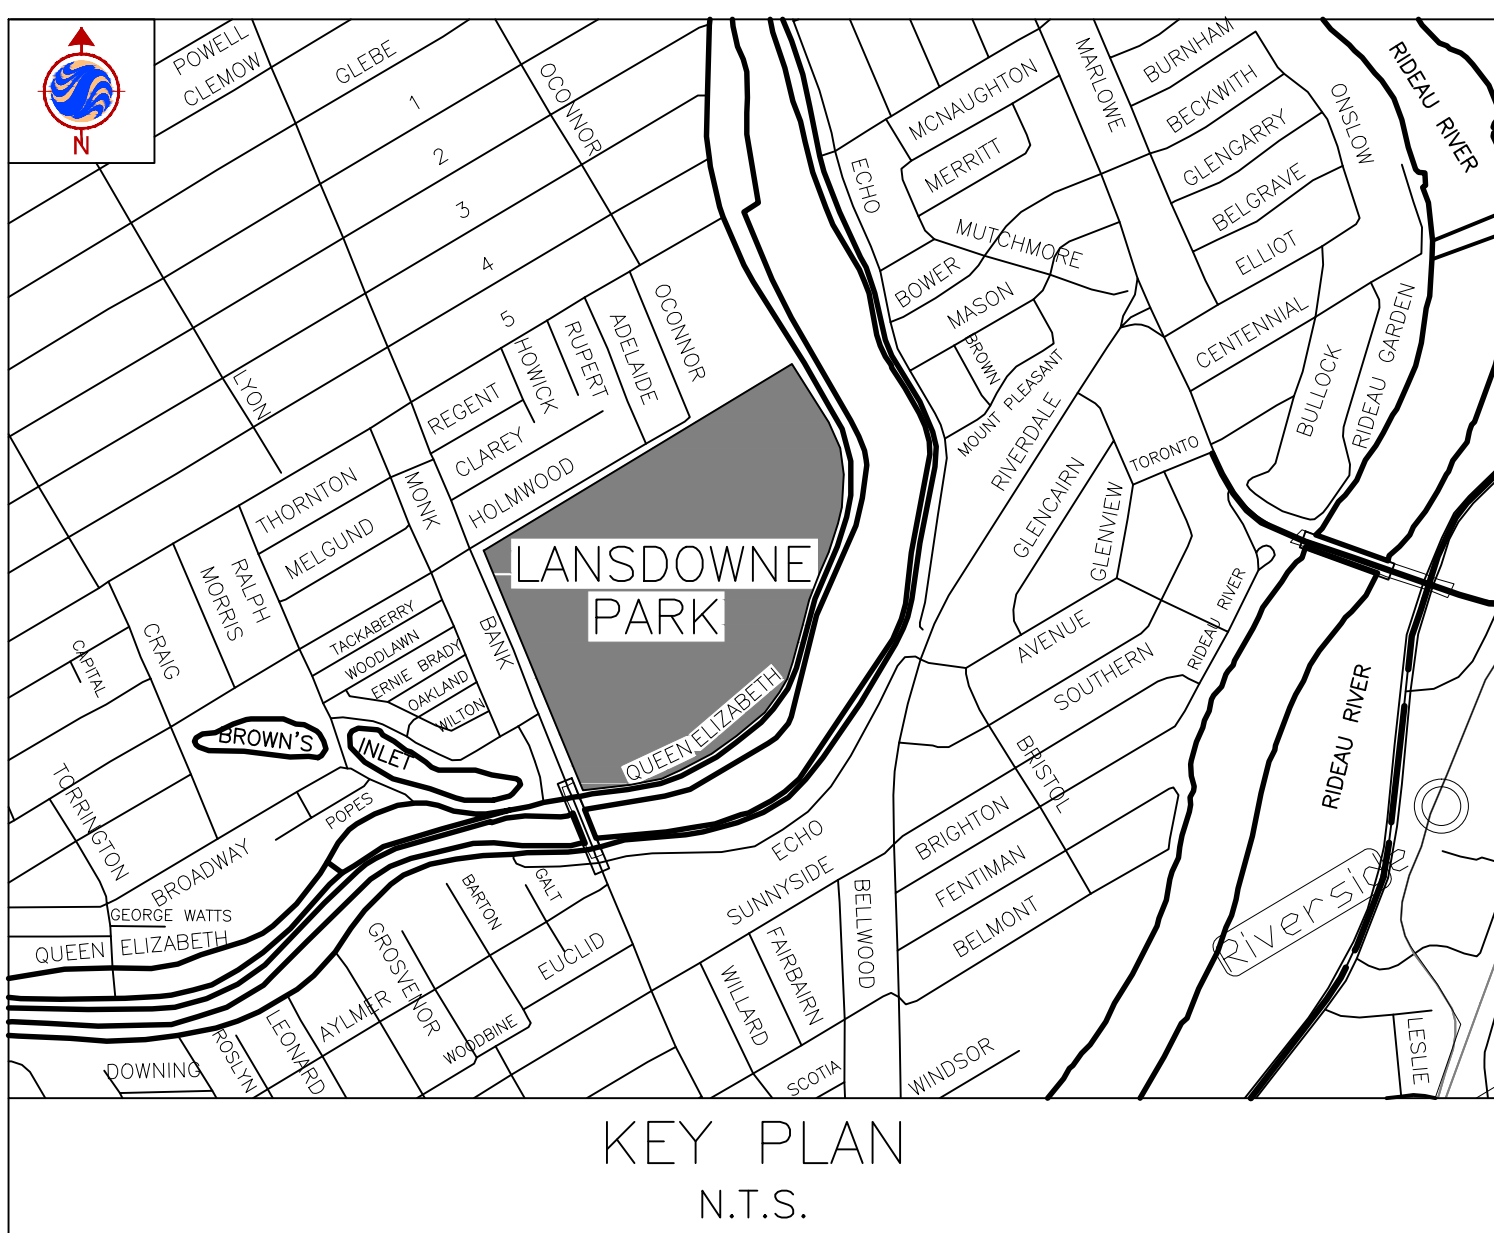 POWELL
CLEMOW
GLEBE
1
2
3
4
5
OCONNOR
OCONNOR
N
LYON
HOWICK
RUPERT
ADELAIDE
REGENT
CLAREY
HOLMWOOD
THORNTON
MELGUND
MONK
RALPH
MORRIS
CRAIG
CAPITAL
TACKABERRY
WOODLAWN
ERNIE BRADY
OAKLAND
WILTON
BANK
LANSDOWNE
PARK
QUEEN ELIZABETH
BROWN'S
INLET
TORRINGTON
POPES
BROADWAY
GEORGE WATTS
QUEEN ELIZABETH
DOWNING
ROSLYN
LEONARD
AYLMER
GROSVENOR
WOODBINE
BARTON
GALT
EUCLID
ECHO
MCNAUGHTON
MERRITT
MARLOWE
BURNHAM
BECKWITH
GLENGARRY
BELGRAVE
ELLIOT
ONSLOW
RIDEAU RIVER
MUTCHMORE
BOWER
MASON
BROWN
MOUNT PLEASANT
RIVERDALE
CENTENNIAL
BULLOCK
RIDEAU GARDEN
TORONTO
GLENCAIRN
GLENVIEW
AVENUE
SOUTHERN
RIDEAU RIVER
RIDEAU RIVER
BRISTOL
BRIGHTON
FENTIMAN
BELMONT
ECHO
SUNNYSIDE
BELLWOOD
FAIRBAIRN
WILLARD
SCOTIA
WINDSOR
Riverside
LESLIE
KEY PLAN
N.T.S.